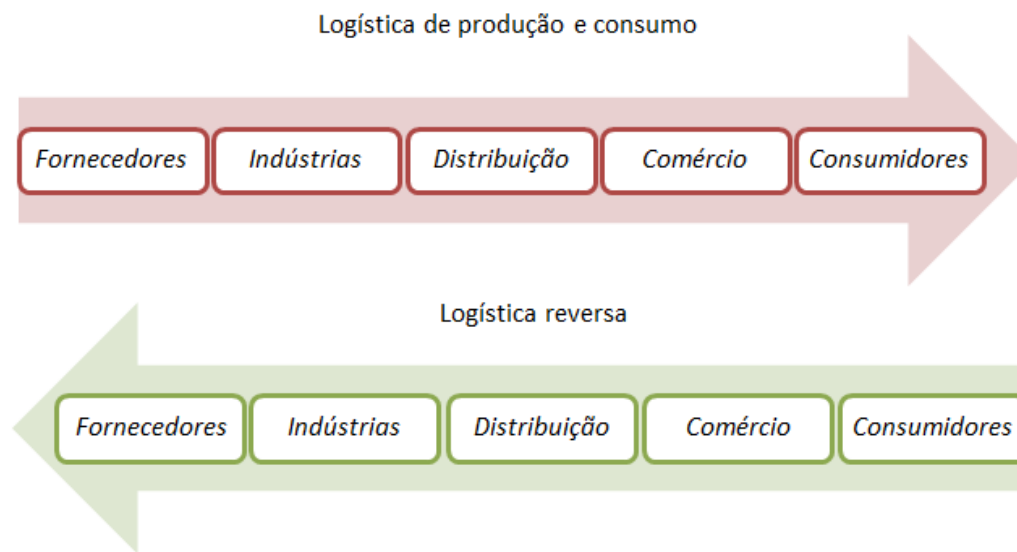 Logística de produção e consumo
Fornecedores Indústrias Distribuição Comércio Consumidores
Logística reversa
Fornecedores Indústrias Distribuição Comércio Consumidores